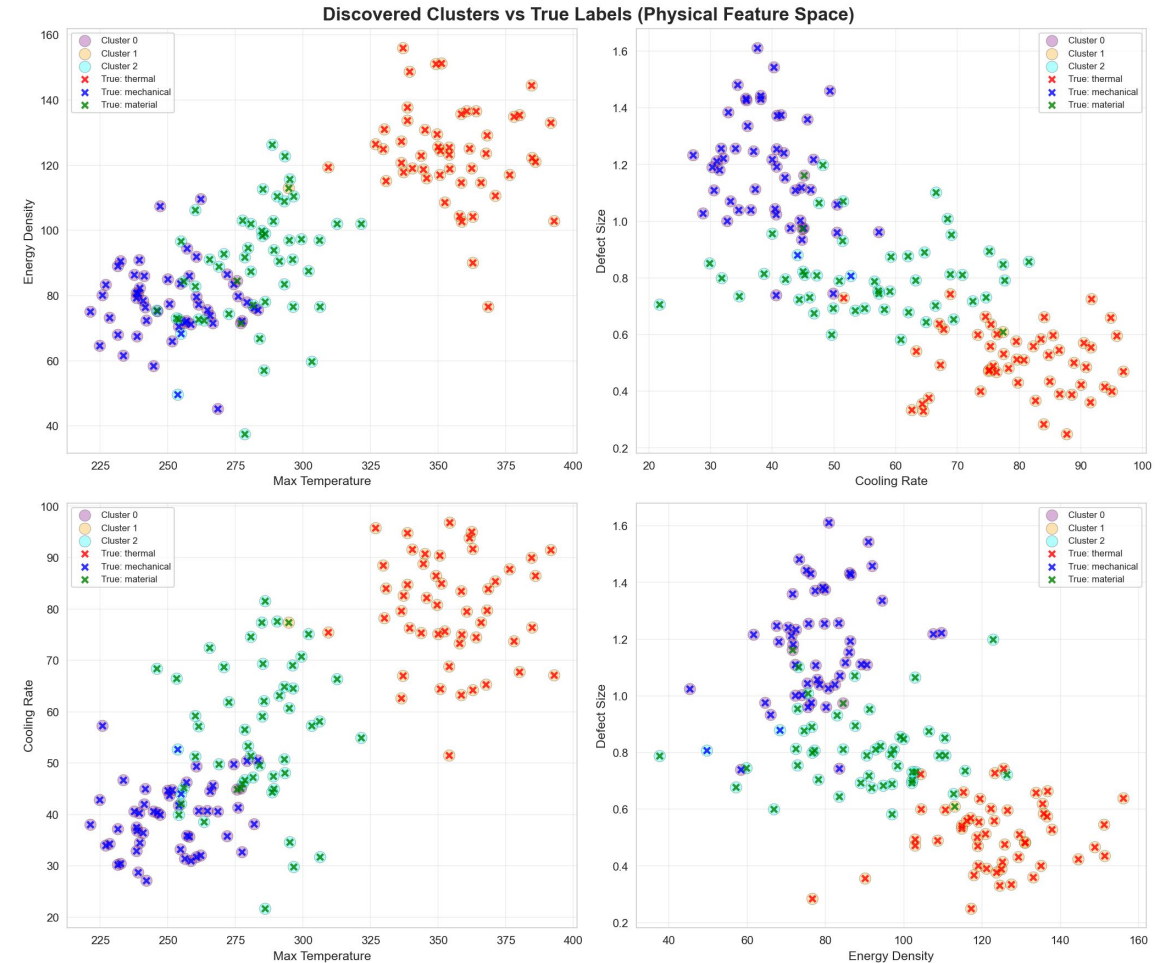 Discovered Clusters vs True Labels (Physical Feature Space)
160
140
120
100
80
60
40
Energy Density
Cluster 0
Cluster 1
Cluster 2
True: thermal
True: mechanical
True: material
225 250 275 300 325 350 375 400
Max Temperature
1.6
1.4
1.2
1.0
0.8
0.6
0.4
0.2
Defect Size
Cluster 0
Cluster 1
Cluster 2
True: thermal
True: mechanical
True: material
20 30 40 50 60 70 80 90 100
Cooling Rate
100
90
80
70
60
50
40
30
20
Cooling Rate
Cluster 0
Cluster 1
Cluster 2
True: thermal
True: mechanical
True: material
225 250 275 300 325 350 375 400
Max Temperature
1.6
1.4
1.2
1.0
0.8
0.6
0.4
0.2
Defect Size
Cluster 0
Cluster 1
Cluster 2
True: thermal
True: mechanical
True: material
40 60 80 100 120 140 160
Energy Density